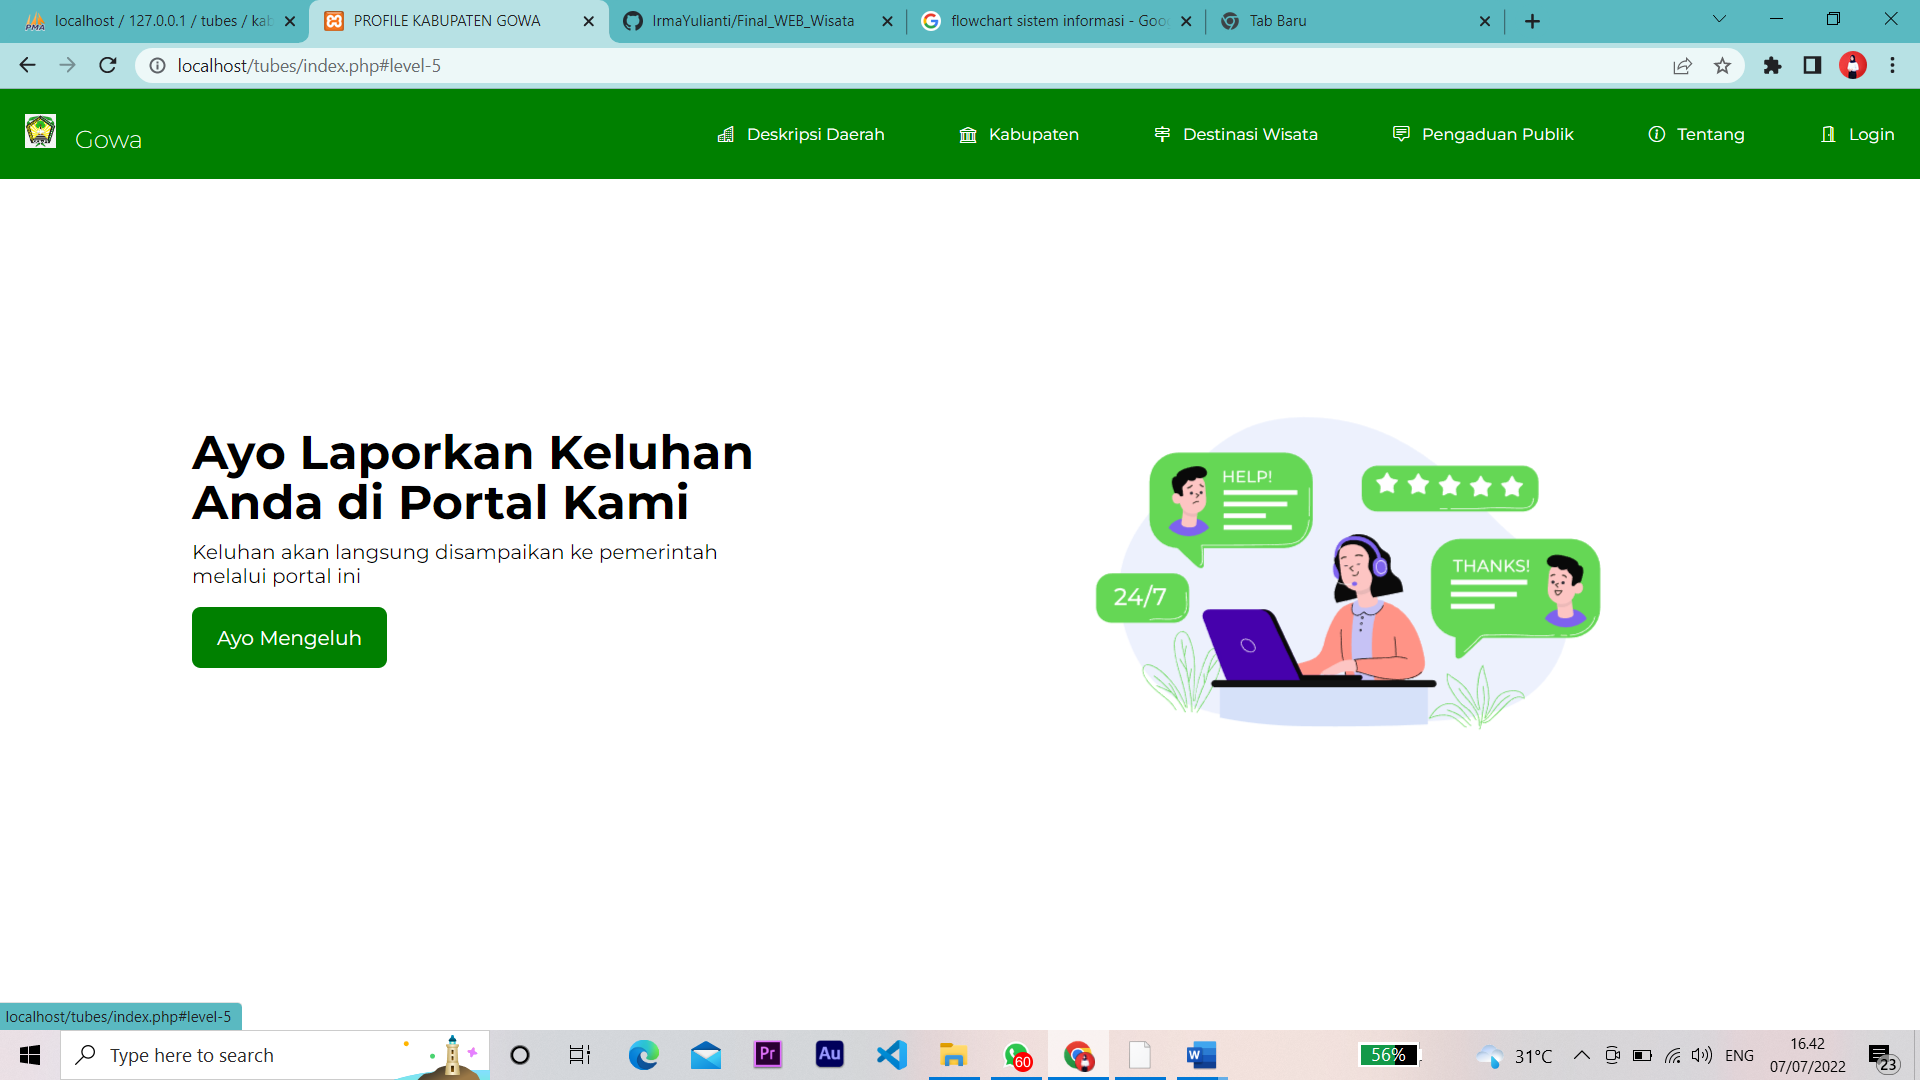 localhost / 127.0.0.1 / tubes / kab
PROFILE KABUPATEN GOWA
IrmaYulianti/Final_WEB_Wisata
flowchart sistem informasi - Goo
Tab Baru
localhost/tubes/index.php#level-5
Gowa
Deskripsi Daerah
Kabupaten
Destinasi Wisata
Pengaduan Publik
Tentang
Login
Ayo Laporkan Keluhan
Anda di Portal Kami
Keluhan akan langsung disampaikan ke pemerintah
melalui portal ini
Ayo Mengeluh
HELP!
24/7
THANKS!
localhost/tubes/index.php#level-5
Type here to search
Pr
Au
60
W
56%
31°C
ENG
16.42
07/07/2022
23